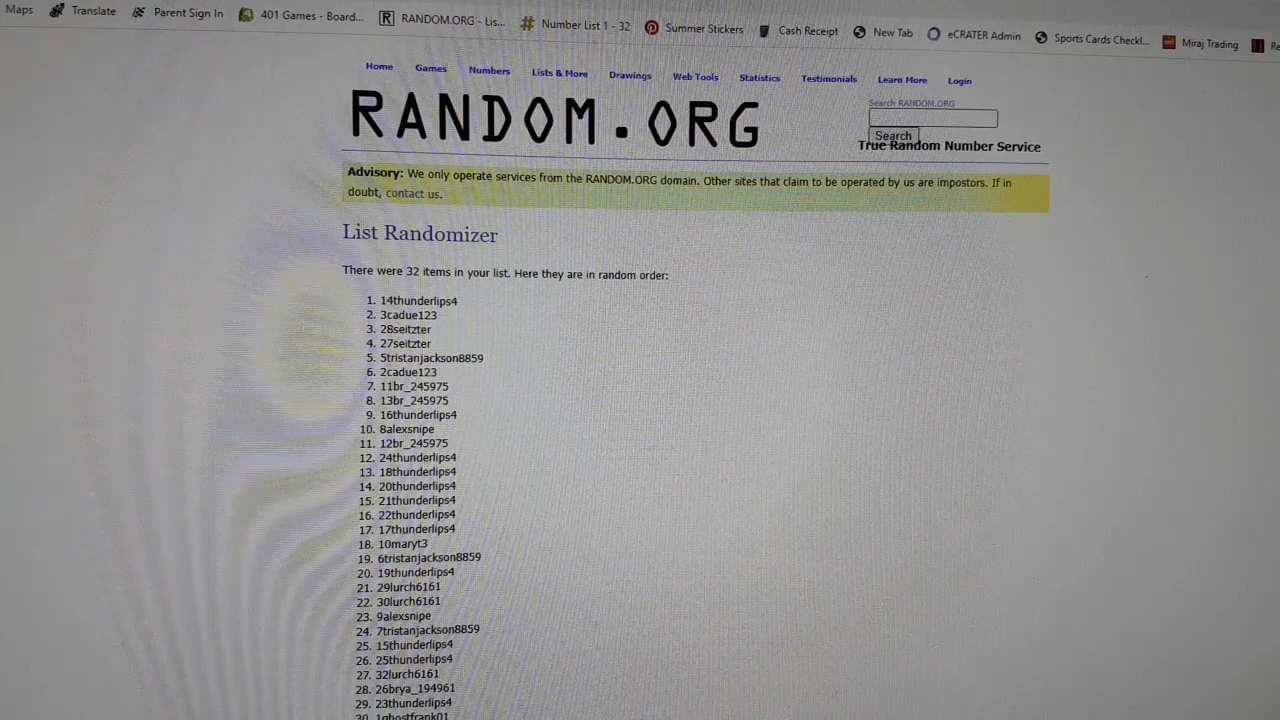 Maps Translate Parent Sign In 401 Games - Board... RANDOM.ORG - Lis... Number List 1 - 32 Summer Stickers Cash Receipt New Tab eCRATER Admin Sports Cards Checkl... Miraj Trading Re
Home Games Numbers Lists & More Drawings Web Tools Statistics Testimonials Learn More Login
RANDOM.ORG
Search RANDOM.ORG
Search
True Random Number Service
Advisory: We only operate services from the RANDOM.ORG domain. Other sites that claim to be operated by us are impostors. If in
doubt, contact us.
List Randomizer
There were 32 items in your list. Here they are in random order:
1. 14thunderlips4
2. 3cadue123
3. 28seitzter
4. 27seitzter
5. 5tristanjackson8859
6. 2cadue123
7. 11br_245975
8. 13br_245975
9. 16thunderlips4
10. 8alexsnipe
11. 12br_245975
12. 24thunderlips4
13. 18thunderlips4
14. 20thunderlips4
15. 21thunderlips4
16. 22thunderlips4
17. 17thunderlips4
18. 10maryt3
19. 6tristanjackson8859
20. 19thunderlips4
21. 29lurch6161
22. 30lurch6161
23. 9alexsnipe
24. 7tristanjackson8859
25. 15thunderlips4
26. 25thunderlips4
27. 32lurch6161
28. 26brya_194961
29. 23thunderlips4
30. 1ghostfrank01